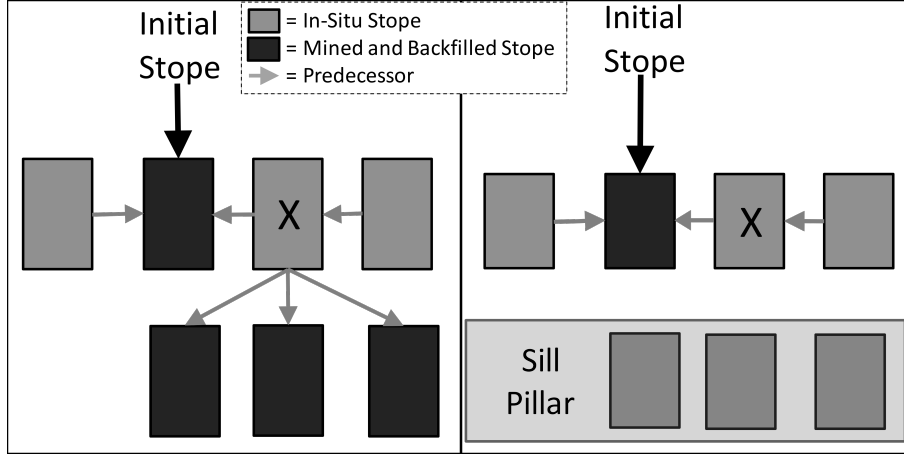 Initial
Stope
= In-Situ Stope
= Mined and Backfilled Stope
= Predecessor
Initial
Stope
X
X
Sill
Pillar